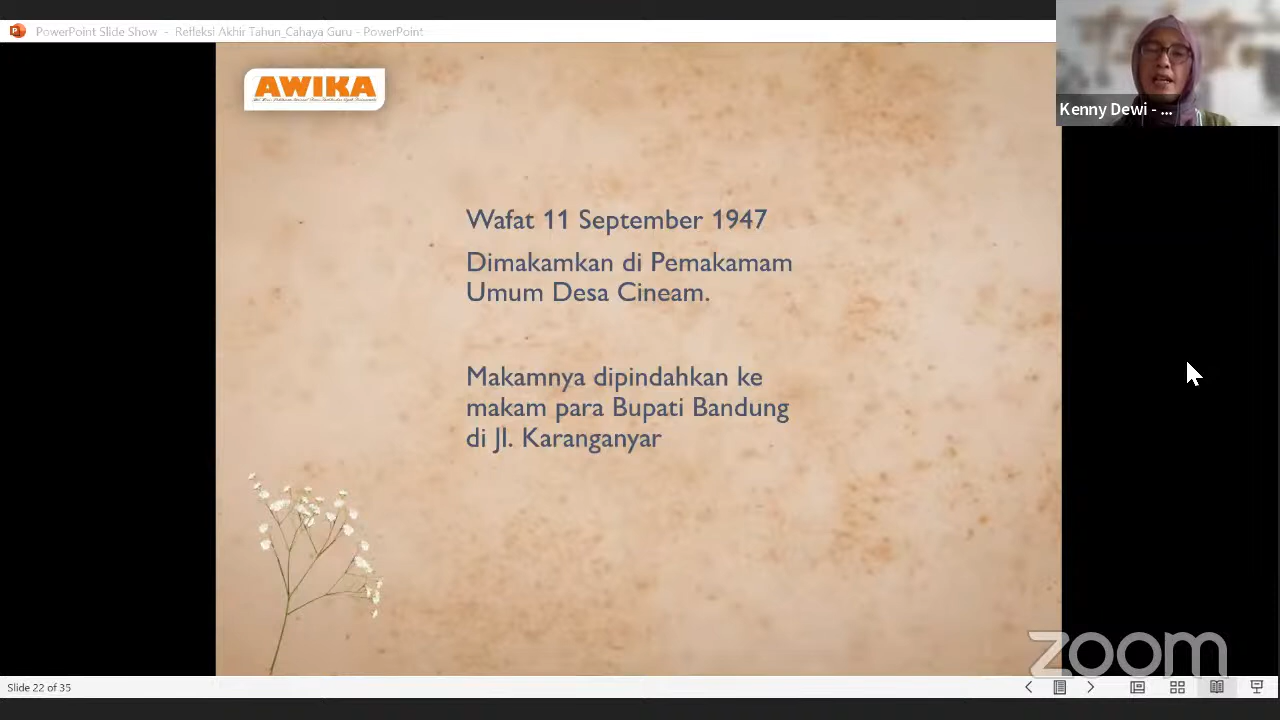 PowerPoint Slide Show - Refleksi Akhir Tahun_Cahaya Guru - PowerPoint
AWIKA
Kenny Dewi - ...
Wafat 11 September 1947
Dimakamkan di Pemakamam
Umum Desa Cineam.
Makamnya dipindahkan ke
makam para Bupati Bandung
di Jl. Karanganyar
zoom
Slide 22 of 35